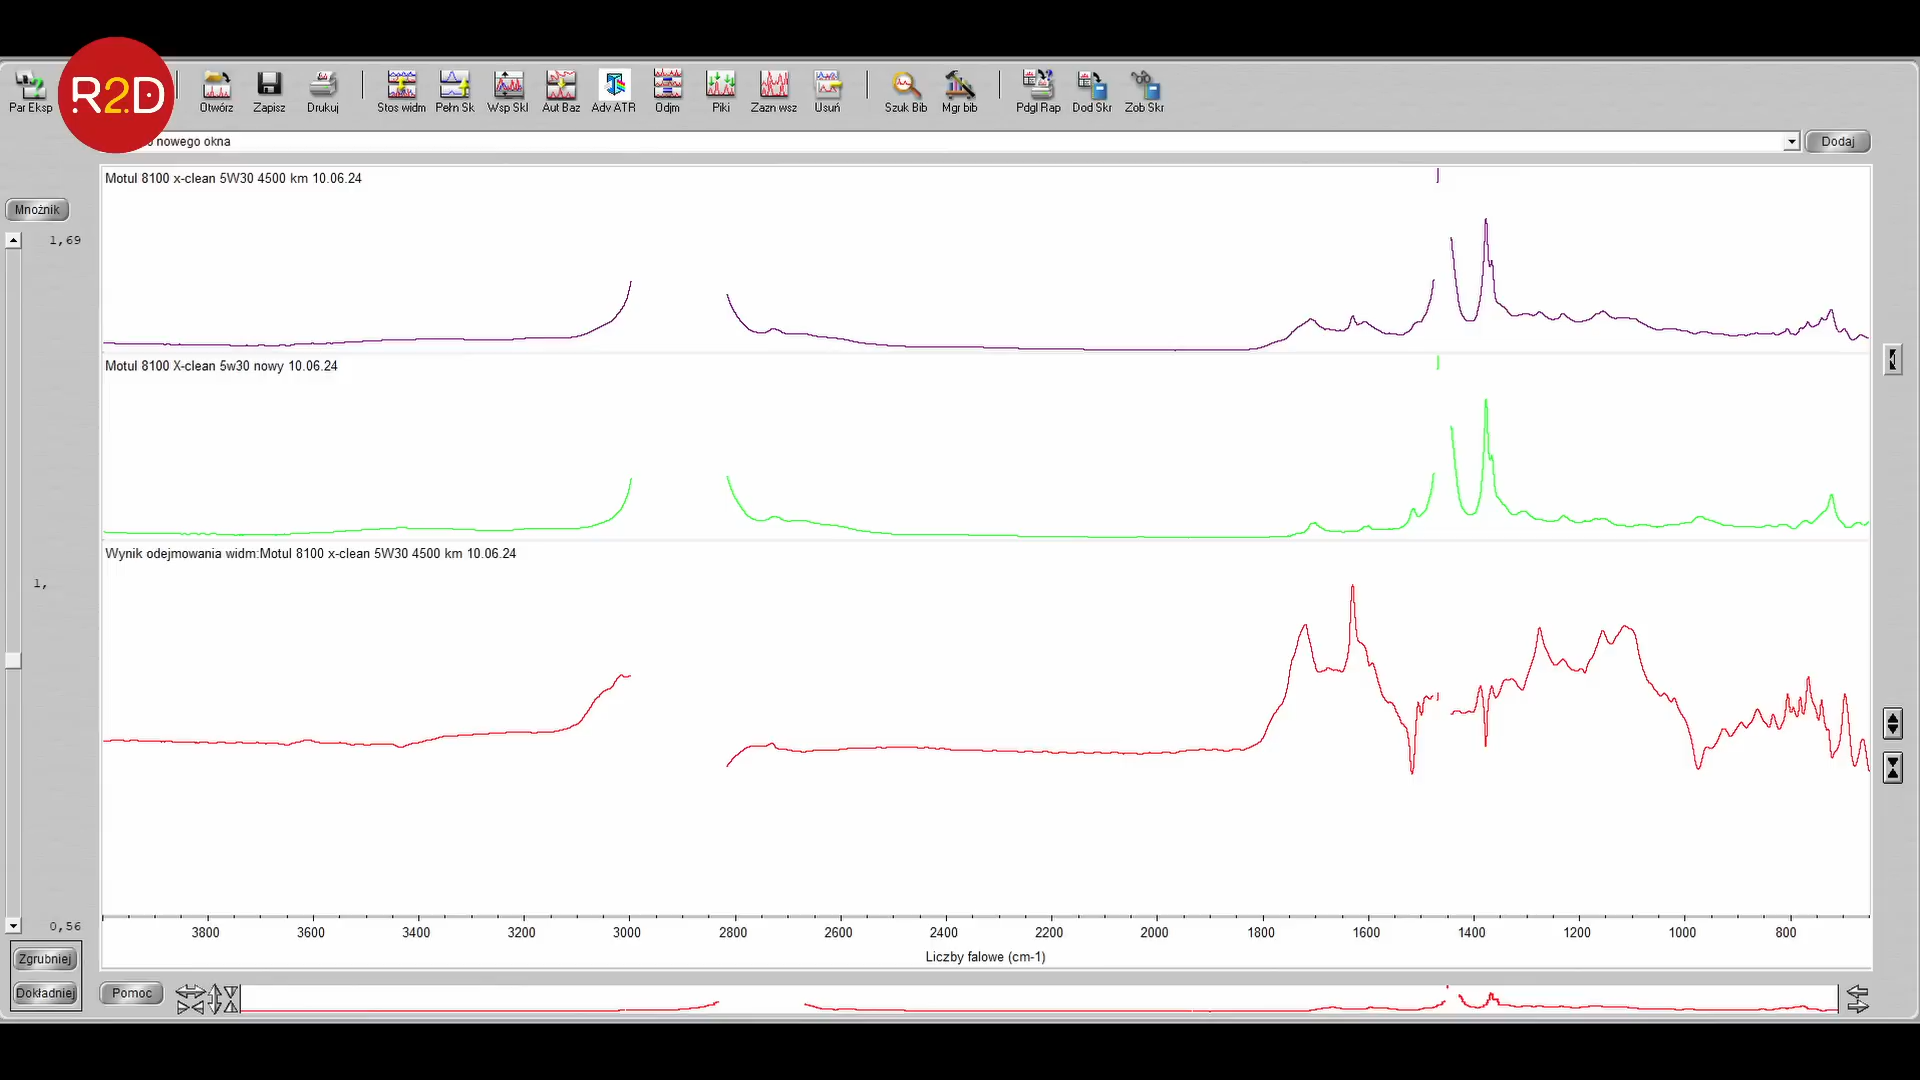 R2D
Par Eksp
Otwórz
Zapisz
Drukuj
Stos widm
Pełn Sk
Wsp Skl
Aut Baz
Adv ATR
Odjm
Piki
Zazn wsz
Usuń
Szuk Bib
Mgr bib
Pdgl Rap
Dod Skr
Zob Skr
nowego okna
Dodaj
Motul 8100 x-clean 5W30 4500 km 10.06.24
Mnożnik
1,69
Motul 8100 X-clean 5w30 nowy 10.06.24
Wynik odejmowania widm:Motul 8100 x-clean 5W30 4500 km 10.06.24
1,
0,56
3800 3600 3400 3200 3000 2800 2600 2400 2200 2000 1800 1600 1400 1200 1000 800
Liczby falowe (cm-1)
Zgrubniej
Dokładniej
Pomoc